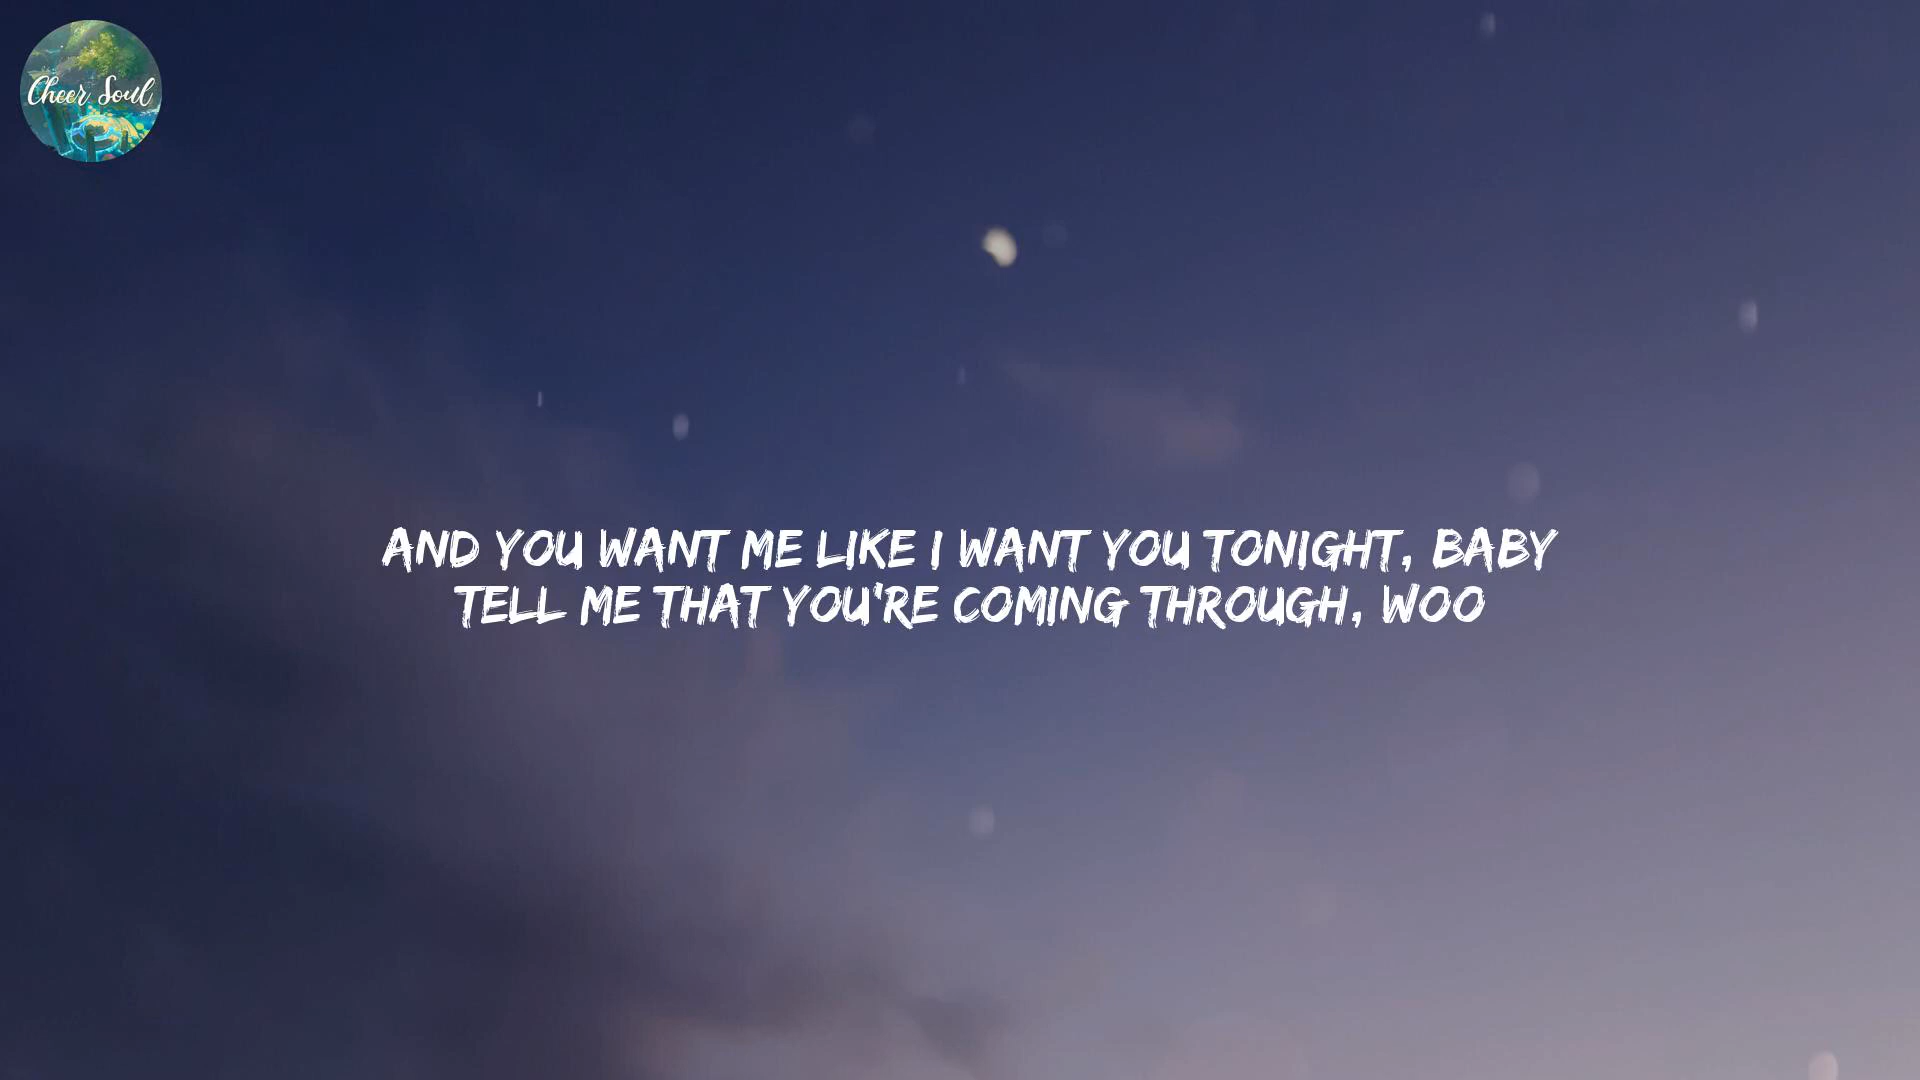 Cheer Soul
AND YOU WANT ME LIKE I WANT YOU TONIGHT, BABY
TELL ME THAT YOU'RE COMING THROUGH, WOO